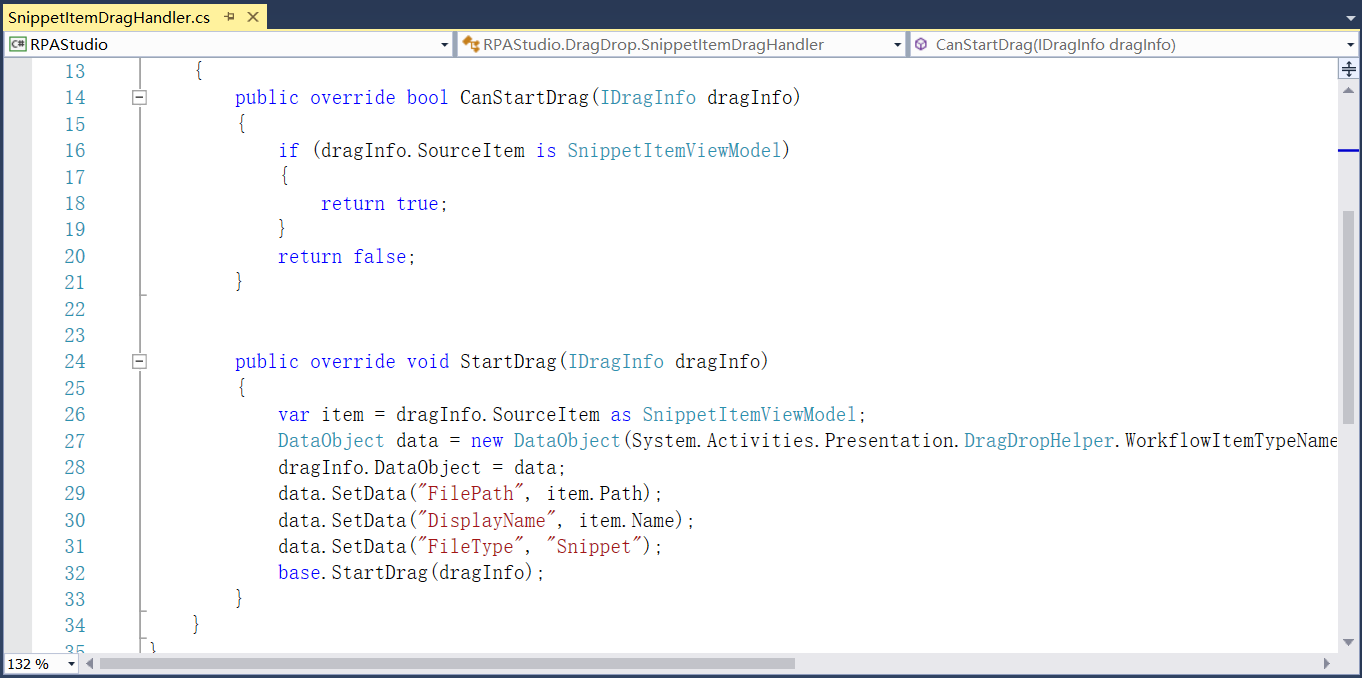 SnippetItemDragHandler.cs
C# RPAStudio
RPAStudio.DragDrop.SnippetItemDragHandler
CanStartDrag(IDragInfo dragInfo)
13 {
14 public override bool CanStartDrag(IDragInfo dragInfo)
15 {
16 if (dragInfo.SourceItem is SnippetItemViewModel)
17 {
18 return true;
19 }
20 return false;
21 }
22
23
24 public override void StartDrag(IDragInfo dragInfo)
25 {
26 var item = dragInfo.SourceItem as SnippetItemViewModel;
27 DataObject data = new DataObject(System.Activities.Presentation.DragDropHelper.WorkflowItemTypeName
28 dragInfo.DataObject = data;
29 data.SetData("FilePath", item.Path);
30 data.SetData("DisplayName", item.Name);
31 data.SetData("FileType", "Snippet");
32 base.StartDrag(dragInfo);
33 }
34 }
35 }
132 %